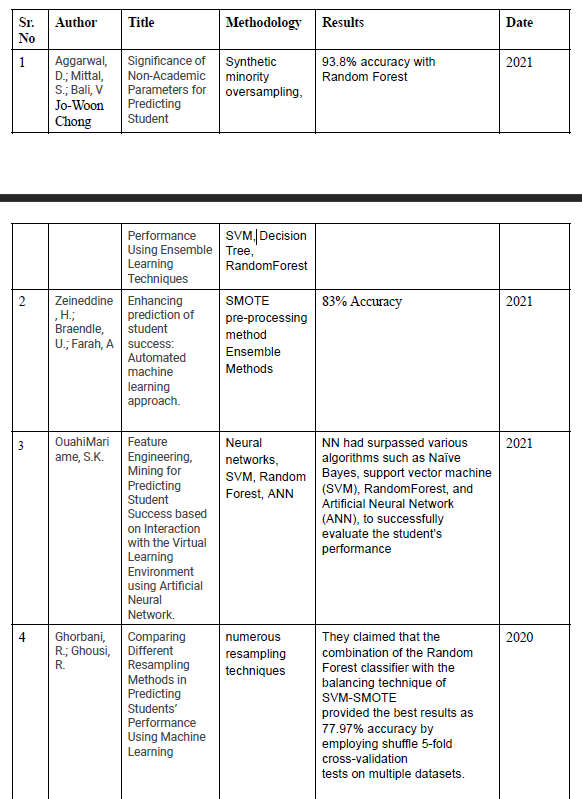 Sr. No
Author
Title
Methodology
Results
Date
1
Aggarwal,
D.; Mittal,
S.; Bali, V
Jo-Woon
Chong
Significance of
Non-Academic
Parameters for
Predicting
Student
Synthetic
minority
oversampling,
93.8% accuracy with
Random Forest
2021
Performance
Using Ensemble
Learning
Techniques
SVM, Decision
Tree,
RandomForest
2
Zeineddine
, H.;
Braendle,
U.; Farah, A
Enhancing
prediction of
student
success:
Automated
machine
learning
approach.
SMOTE
pre-processing
method
Ensemble
Methods
83% Accuracy
2021
3
OuahiMari
ame, S.K.
Feature
Engineering,
Mining for
Predicting
Student
Success based
on Interaction
with the Virtual
Learning
Environment
using Artificial
Neural
Network.
Neural
networks,
SVM, Random
Forest, ANN
NN had surpassed various
algorithms such as Naïve
Bayes, support vector machine
(SVM), RandomForest, and
Artificial Neural Network
(ANN), to successfully
evaluate the student's
performance
2021
4
Ghorbani,
R.; Ghousi,
R.
Comparing
Different
Resampling
Methods in
Predicting
Students'
Performance
Using Machine
Learning
numerous
resampling
techniques
They claimed that the
combination of the Random
Forest classifier with the
balancing technique of
SVM-SMOTE
provided the best results as
77.97% accuracy by
employing shuffle 5-fold
cross-validation
tests on multiple datasets.
2020